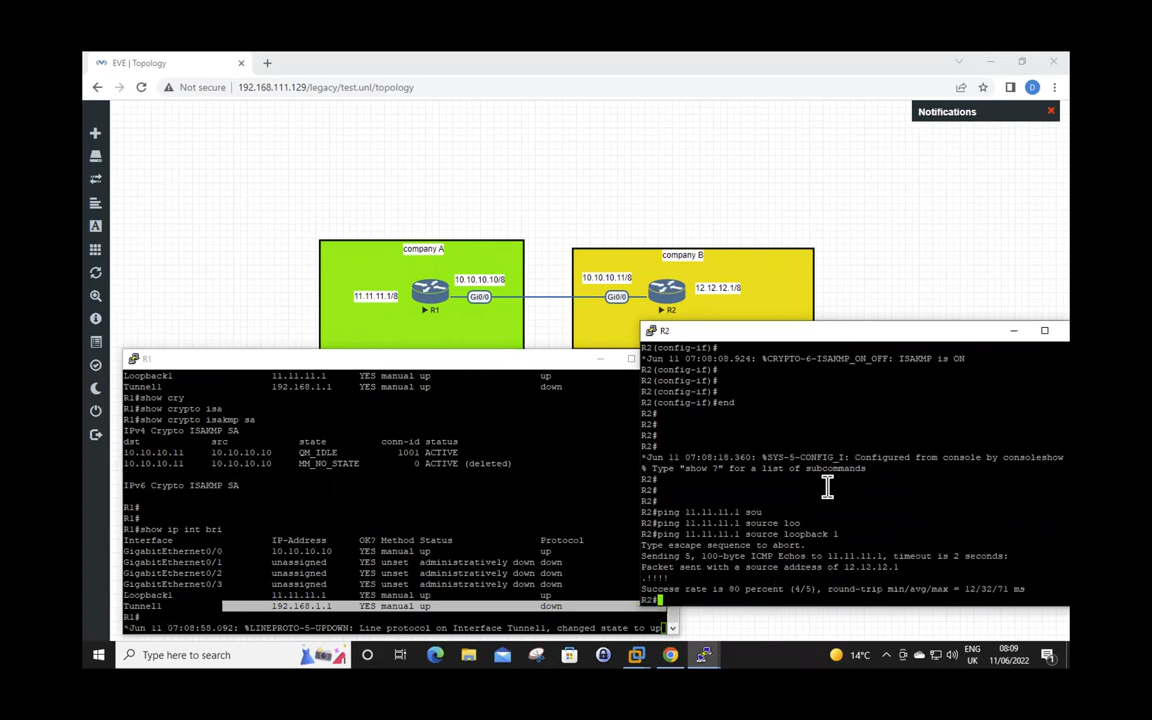 EVE | Topology
Not secure
192.168.111.129/legacy/test.unl/topology
D
Notifications
company A
company B
10.10.10.10/8
10.10.10.11/8
11.11.11.1/8
Gi0/0
Gi0/0
12.12.12.1/8
R1
R2
R2
R2(config-if)#
*Jun 11 07:08:08.924: %CRYPTO-6-ISAKMP_ON_OFF: ISAKMP is ON
R2(config-if)#
R2(config-if)#
R2(config-if)#
R2(config-if)#end
R2#
R2#
R2#
R2#
*Jun 11 07:08:18.360: %SYS-5-CONFIG_I: Configured from console by consoleshow
% Type "show ?" for a list of subcommands
R2#
R2#
R2#
R2#ping 11.11.11.1 sou
R2#ping 11.11.11.1 source loo
R2#ping 11.11.11.1 source loopback 1
Type escape sequence to abort.
Sending 5, 100-byte ICMP Echos to 11.11.11.1, timeout is 2 seconds:
Packet sent with a source address of 12.12.12.1
.!!!!
Success rate is 80 percent (4/5), round-trip min/avg/max = 12/32/71 ms
R2#
R1
Loopback1 11.11.11.1 YES manual up up
Tunnel1 192.168.1.1 YES manual up down
R1#show cry
R1#show crypto isa
R1#show crypto isakmp sa
IPv4 Crypto ISAKMP SA
dst src state conn-id status
10.10.10.11 10.10.10.10 QM_IDLE 1001 ACTIVE
10.10.10.11 10.10.10.10 MM_NO_STATE 0 ACTIVE (deleted)
IPv6 Crypto ISAKMP SA
R1#
R1#
R1#show ip int bri
Interface IP-Address OK? Method Status Protocol
GigabitEthernet0/0 10.10.10.10 YES manual up up
GigabitEthernet0/1 unassigned YES unset administratively down down
GigabitEthernet0/2 unassigned YES unset administratively down down
GigabitEthernet0/3 unassigned YES unset administratively down down
Loopback1 11.11.11.1 YES manual up up
Tunnel1 192.168.1.1 YES manual up down
R1#
*Jun 11 07:08:58.092: %LINEPROTO-5-UPDOWN: Line protocol on Interface Tunnel1, changed state to up
Type here to search
14°C
ENG
UK
08:09
11/06/2022
1